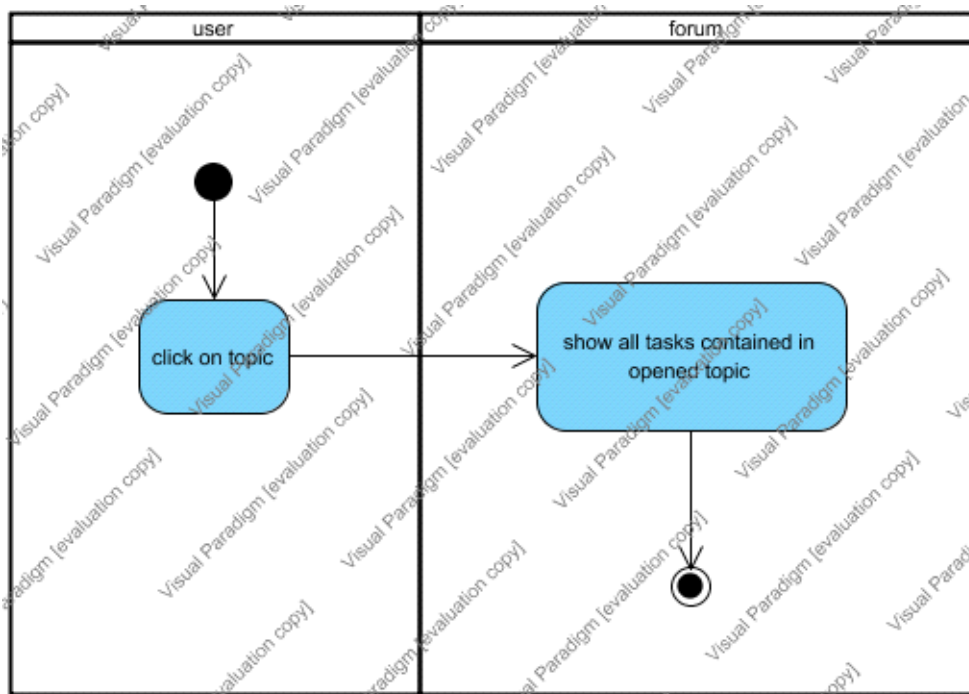 user
forum
click on topic
show all tasks contained in
opened topic
Visual Paradigm [evaluation copy]